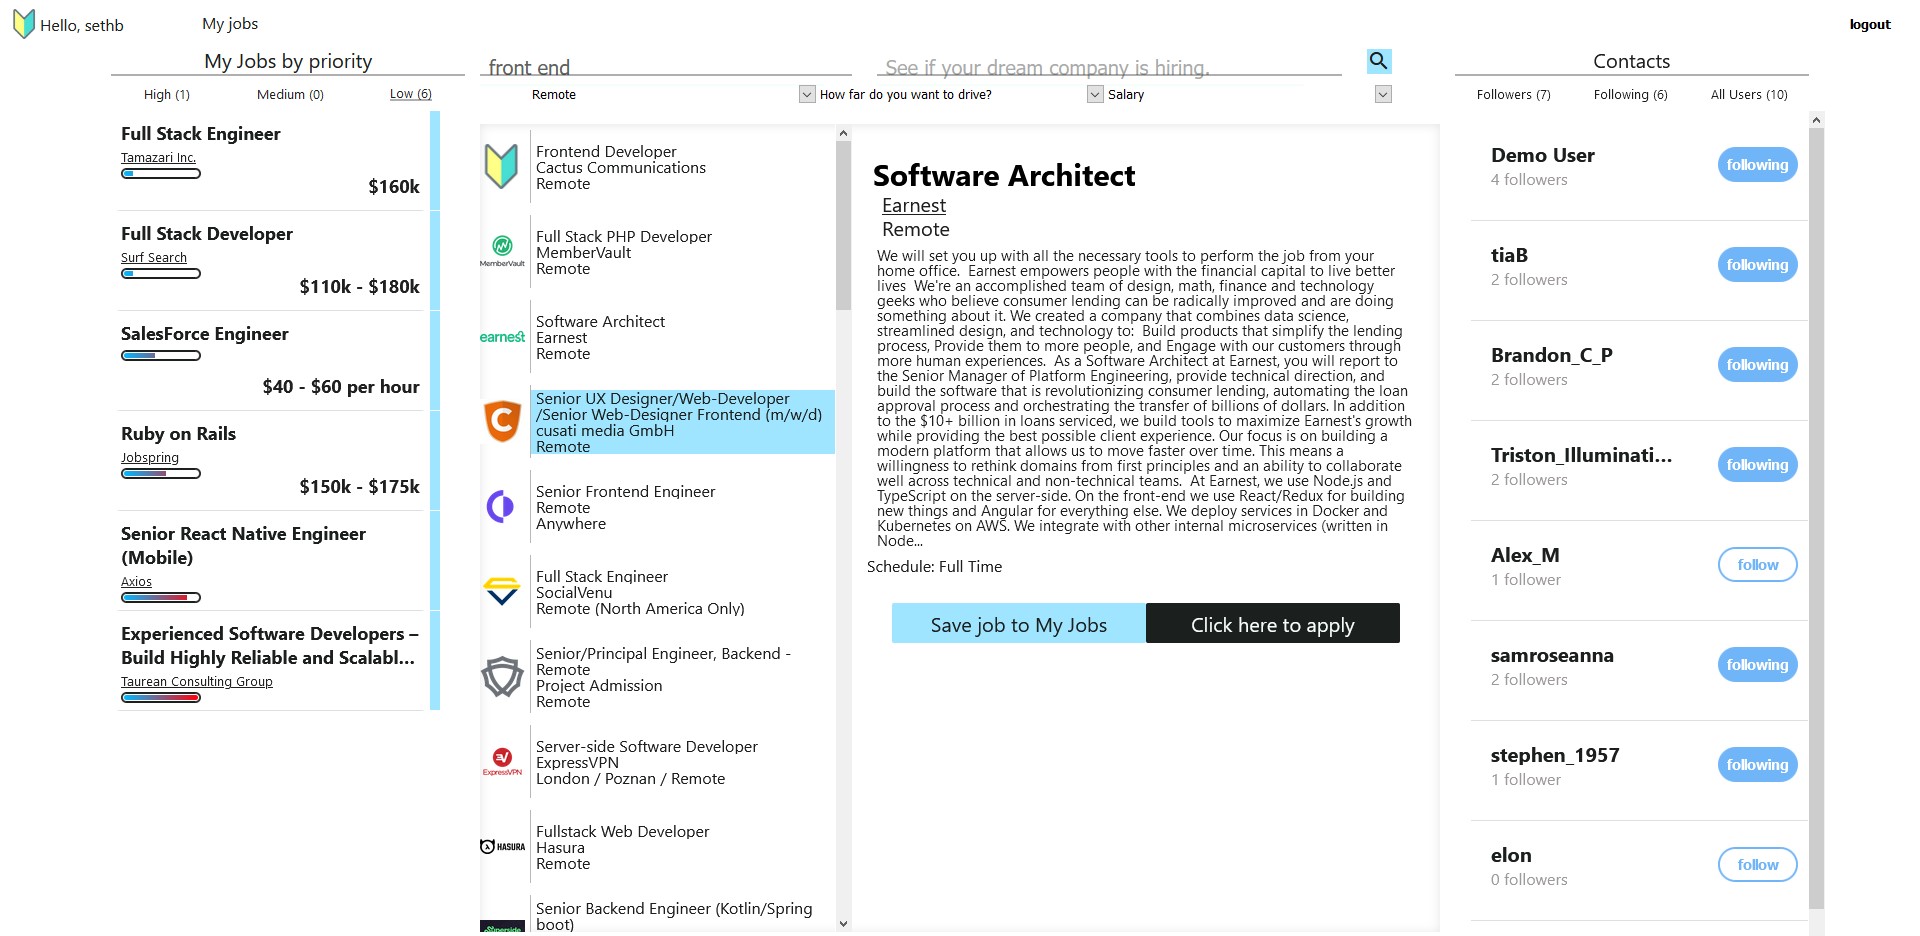 Hello, sethb
My jobs
logout
My Jobs by priority
High (1)
Medium (0)
Low (6)
Full Stack Engineer
Tamazari Inc.
$160k
Full Stack Developer
Surf Search
$110k - $180k
SalesForce Engineer
$40 - $60 per hour
Ruby on Rails
Jobspring
$150k - $175k
Senior React Native Engineer
(Mobile)
Axios
Experienced Software Developers –
Build Highly Reliable and Scalabl...
Taurean Consulting Group
front end
See if your dream company is hiring.
Remote
How far do you want to drive?
Salary
Frontend Developer
Cactus Communications
Remote
MemberVault
Full Stack PHP Developer
MemberVault
Remote
earnest
Software Architect
Earnest
Remote
C
Senior UX Designer/Web-Developer
/Senior Web-Designer Frontend (m/w/d)
cusati media GmbH
Remote
Senior Frontend Engineer
Remote
Anywhere
Full Stack Engineer
SocialVenu
Remote (North America Only)
Senior/Principal Engineer, Backend -
Remote
Project Admission
Remote
ExpressVPN
Server-side Software Developer
ExpressVPN
London / Poznan / Remote
HASURA
Fullstack Web Developer
Hasura
Remote
superside
Senior Backend Engineer (Kotlin/Spring
boot)
Software Architect
Earnest
Remote
We will set you up with all the necessary tools to perform the job from your
home office.  Earnest empowers people with the financial capital to live better
lives  We're an accomplished team of design, math, finance and technology
geeks who believe consumer lending can be radically improved and are doing
something about it. We created a company that combines data science,
streamlined design, and technology to:  Build products that simplify the lending
process, Provide them to more people, and Engage with our customers through
more human experiences.  As a Software Architect at Earnest, you will report to
the Senior Manager of Platform Engineering, provide technical direction, and
build the software that is revolutionizing consumer lending, automating the loan
approval process and orchestrating the transfer of billions of dollars. In addition
to the $10+ billion in loans serviced, we build tools to maximize Earnest's growth
while providing the best possible client experience. Our focus is on building a
modern platform that allows us to move faster over time. This means a
willingness to rethink domains from first principles and an ability to collaborate
well across technical and non-technical teams.  At Earnest, we use Node.js and
TypeScript on the server-side. On the front-end we use React/Redux for building
new things and Angular for everything else. We deploy services in Docker and
Kubernetes on AWS. We integrate with other internal microservices (written in
Node...
Schedule: Full Time
Save job to My Jobs
Click here to apply
Contacts
Followers (7)
Following (6)
All Users (10)
Demo User
4 followers
following
tiaB
2 followers
following
Brandon_C_P
2 followers
following
Triston_Illuminati...
2 followers
following
Alex_M
1 follower
follow
samroseanna
2 followers
following
stephen_1957
1 follower
following
elon
0 followers
follow